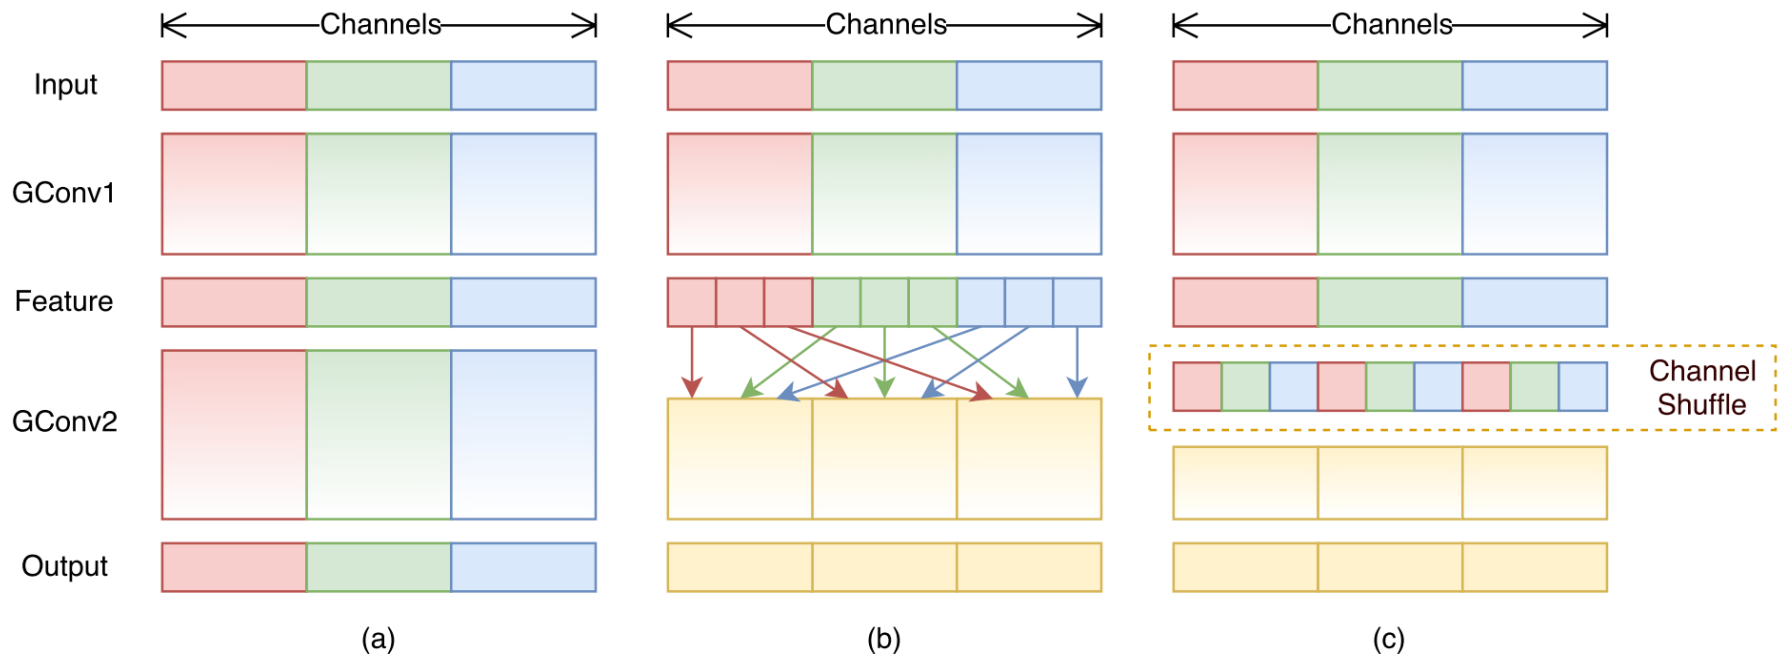 Channels
Channels
Channels
Input
GConv1
Feature
Channel
Shuffle
GConv2
Output
(a)
(b)
(c)